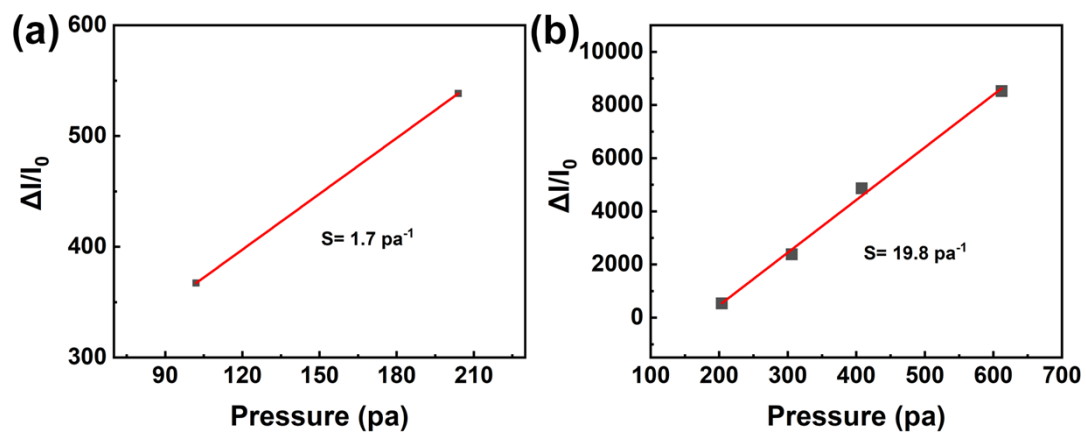 (a)
600
500
400
300
ΔI/I₀
S= 1.7 pa⁻¹
90 120 150 180 210
Pressure (pa)
(b)
10000
8000
6000
4000
2000
0
ΔI/I₀
S= 19.8 pa⁻¹
100 200 300 400 500 600 700
Pressure (pa)